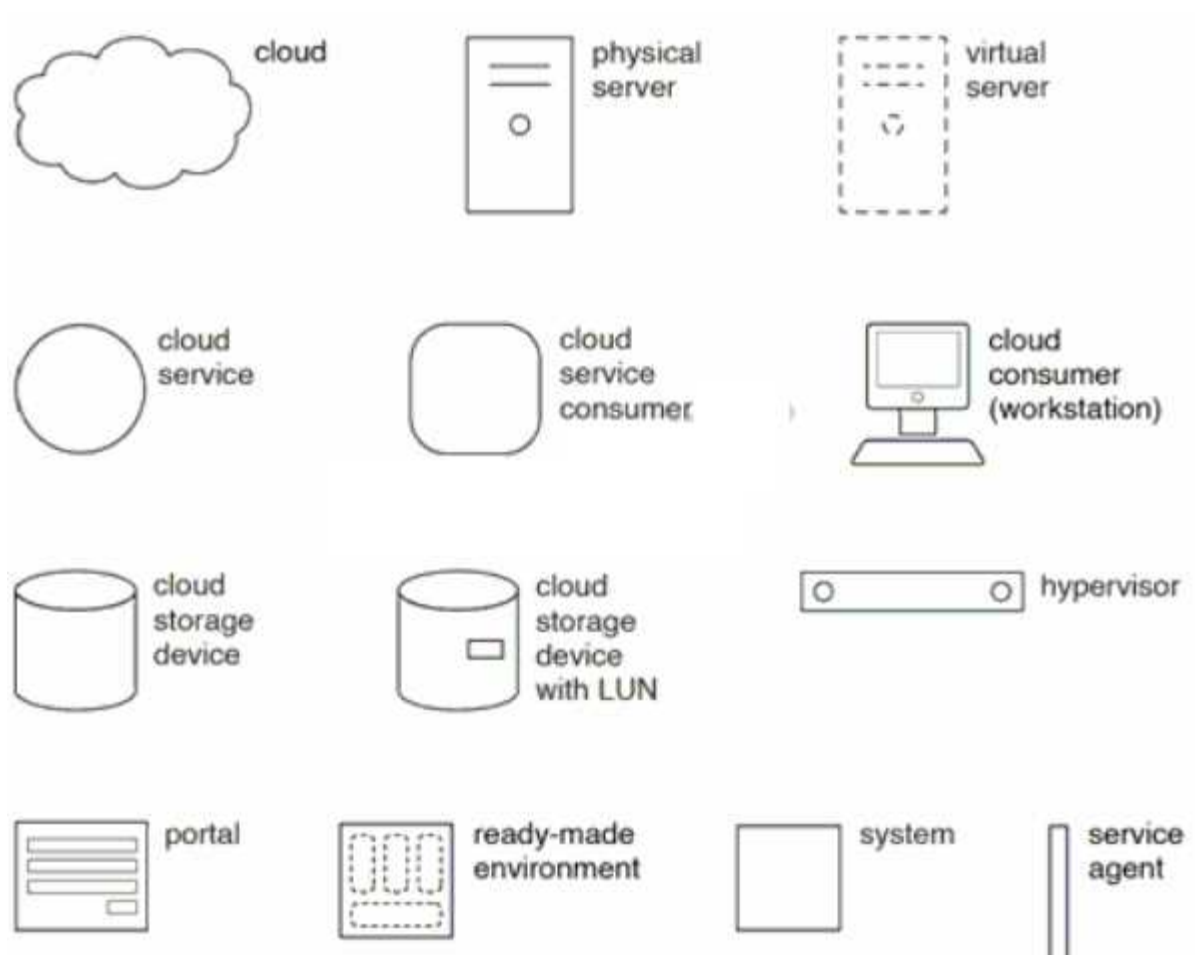 cloud
physical
server
virtual
server
cloud
service
cloud
service
consumer
cloud
consumer
(workstation)
cloud
storage
device
cloud
storage
device
with LUN
hypervisor
portal
ready-made
environment
system
service
agent